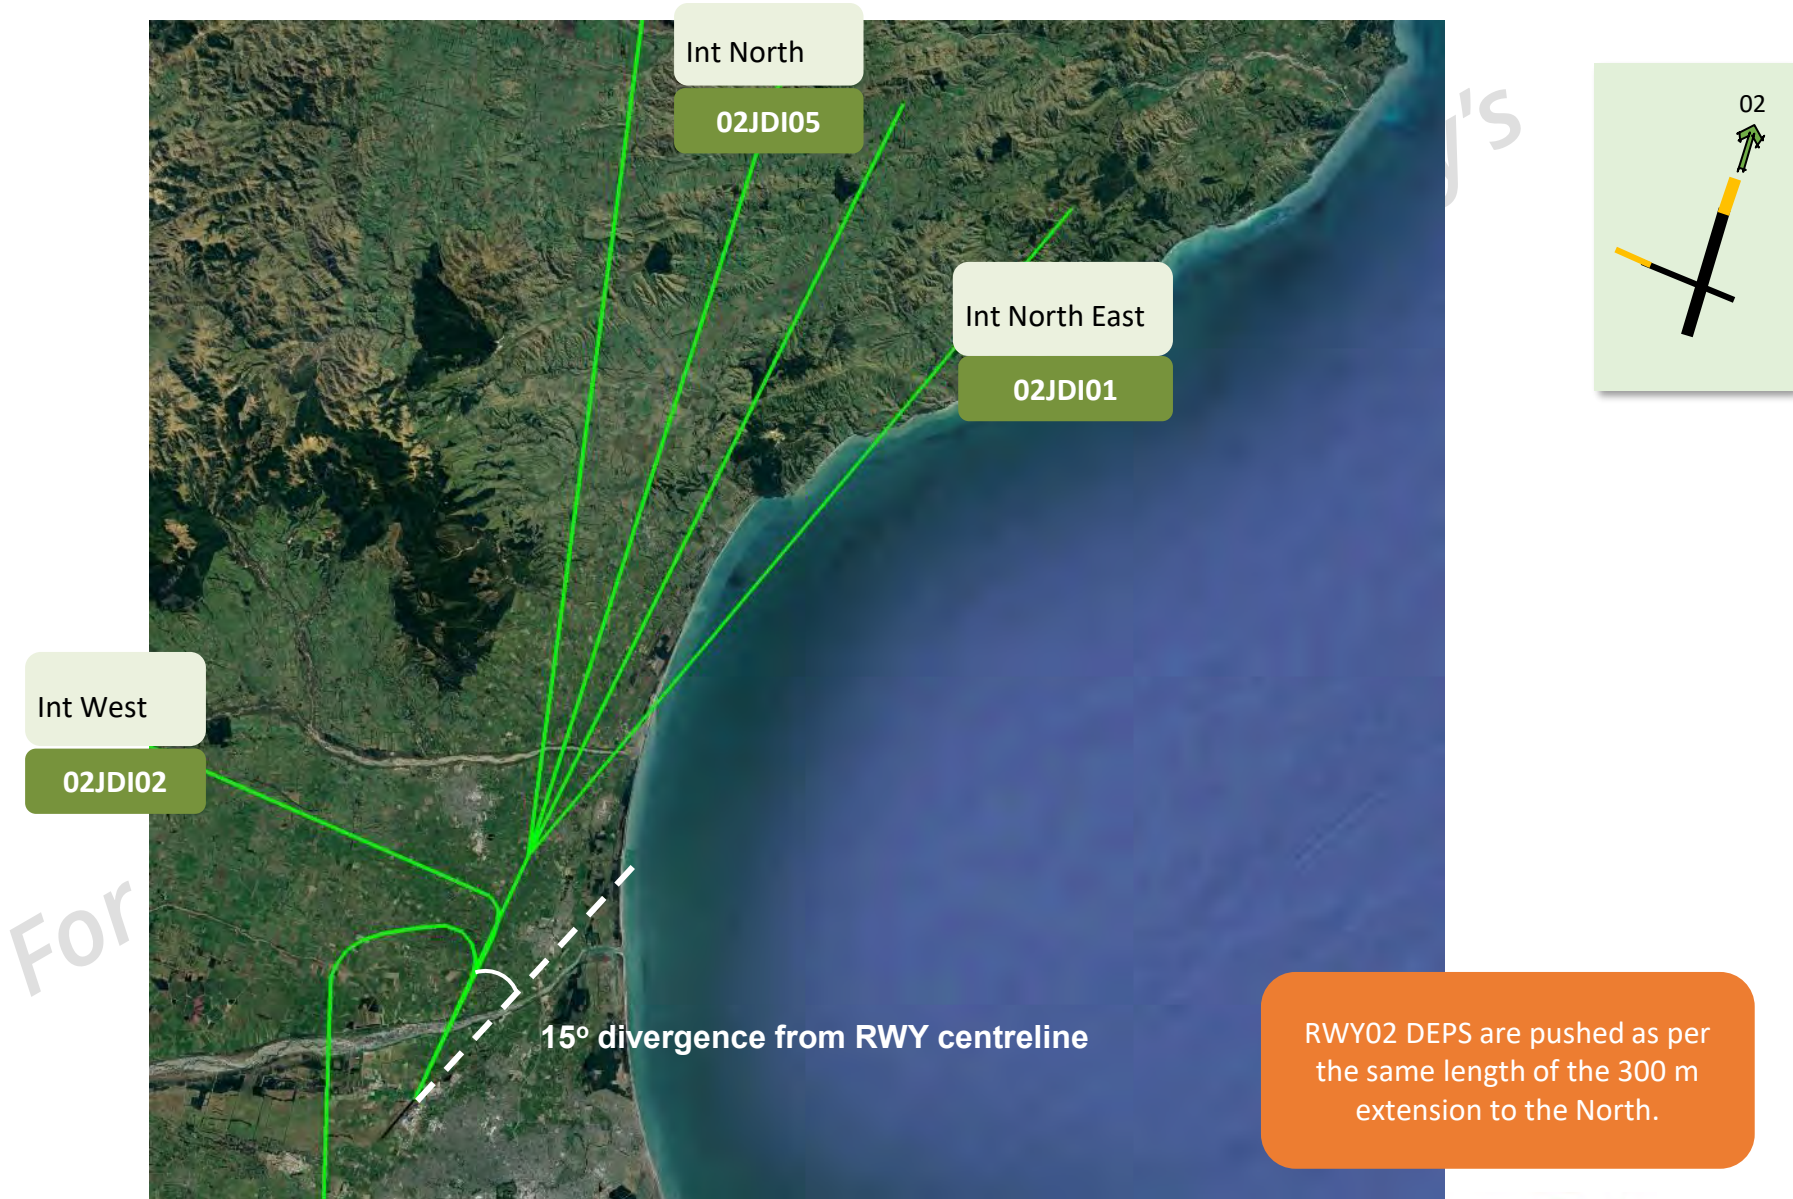 Int North
02JDI05
02
Int North East
02JDI01
Int West
02JDI02
For
y's
15º divergence from RWY centreline
RWY02 DEPS are pushed as per
the same length of the 300 m
extension to the North.